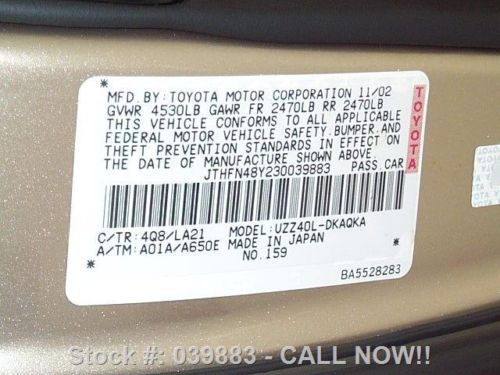 MFD.BY:TOYOTA MOTOR CORPORATION 11/02
GVWR 4530LB GAWR FR 2470LB RR 2470LB
THIS VEHICLE CONFORMS TO ALL APPLICABLE
FEDERAL MOTOR VEHICLE SAFETY,BUMPER,AND
THEFT PREVENTION STANDARDS IN EFFECT ON
THE DATE OF MANUFACTURE SHOWN ABOVE.
JTHFN48Y230039883 PASS.CAR
TOYOTA
C/TR: 4Q8/LA21 MODEL: UZZ40L-DKAQKA
A/TM: A01A/A650E MADE IN JAPAN
NO.159
BA5528283
Stock #: 039883 - CALL NOW!!